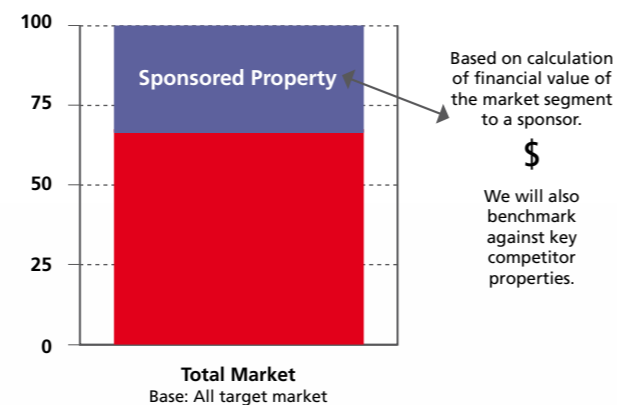 100
75
50
25
0
Sponsored Property
Total Market
Base: All target market
Based on calculation
of financial value of
the market segment
to a sponsor.
$
We will also
benchmark
against key
competitor
properties.